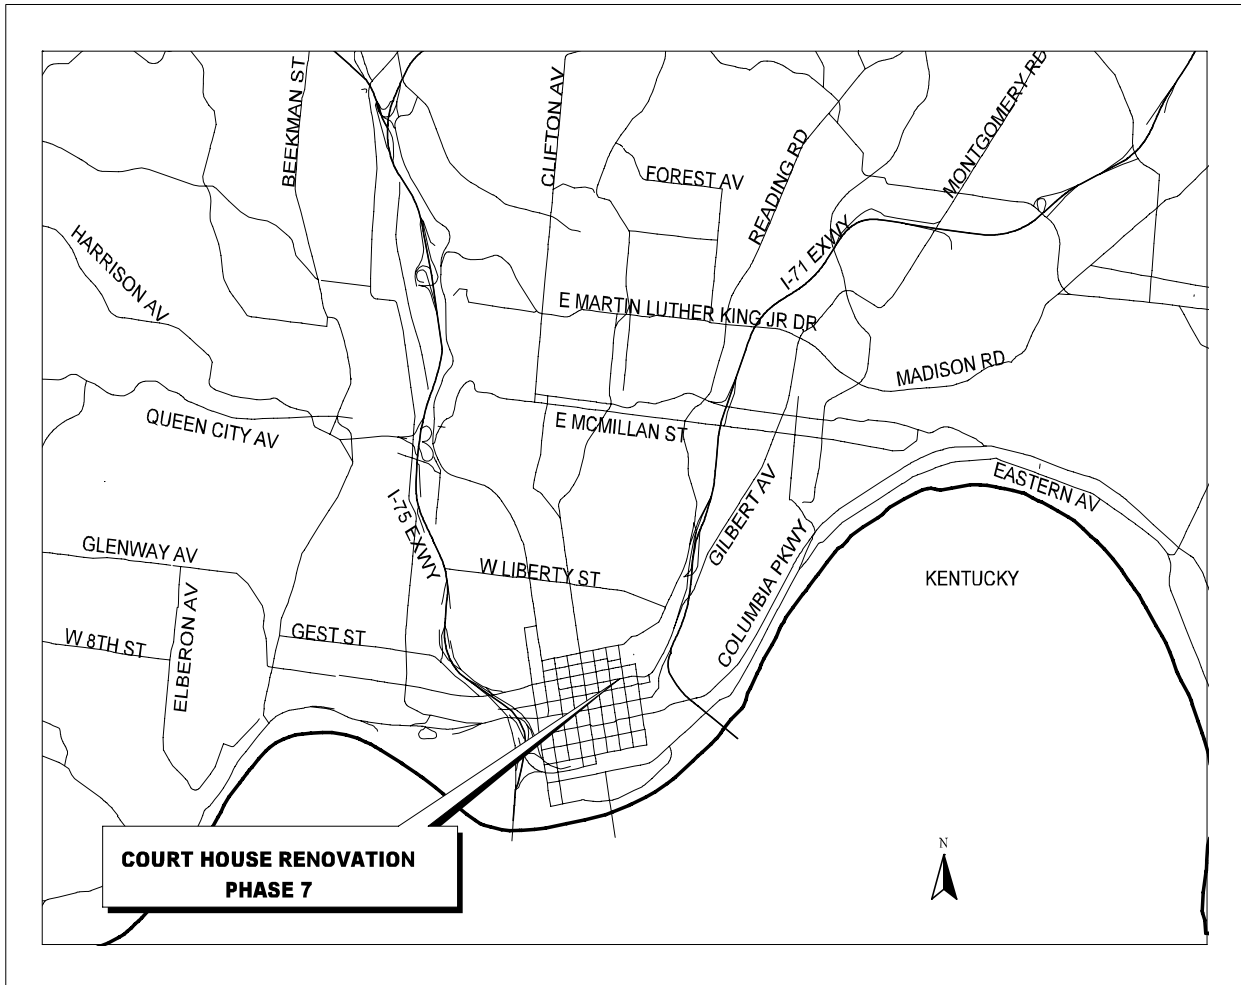 BEEKMAN ST
CLIFTON AV
FOREST AV
READING RD
MONTGOMERY RD
I-71 EXWY
HARRISON AV
E MARTIN LUTHER KING JR DR
MADISON RD
QUEEN CITY AV
E MCMILLAN ST
EASTERN AV
I-75 EXWY
GILBERT AV
COLUMBIA PKWY
GLENWAY AV
W LIBERTY ST
KENTUCKY
ELBERON AV
W 8TH ST
GEST ST
COURT HOUSE RENOVATION
PHASE 7
N